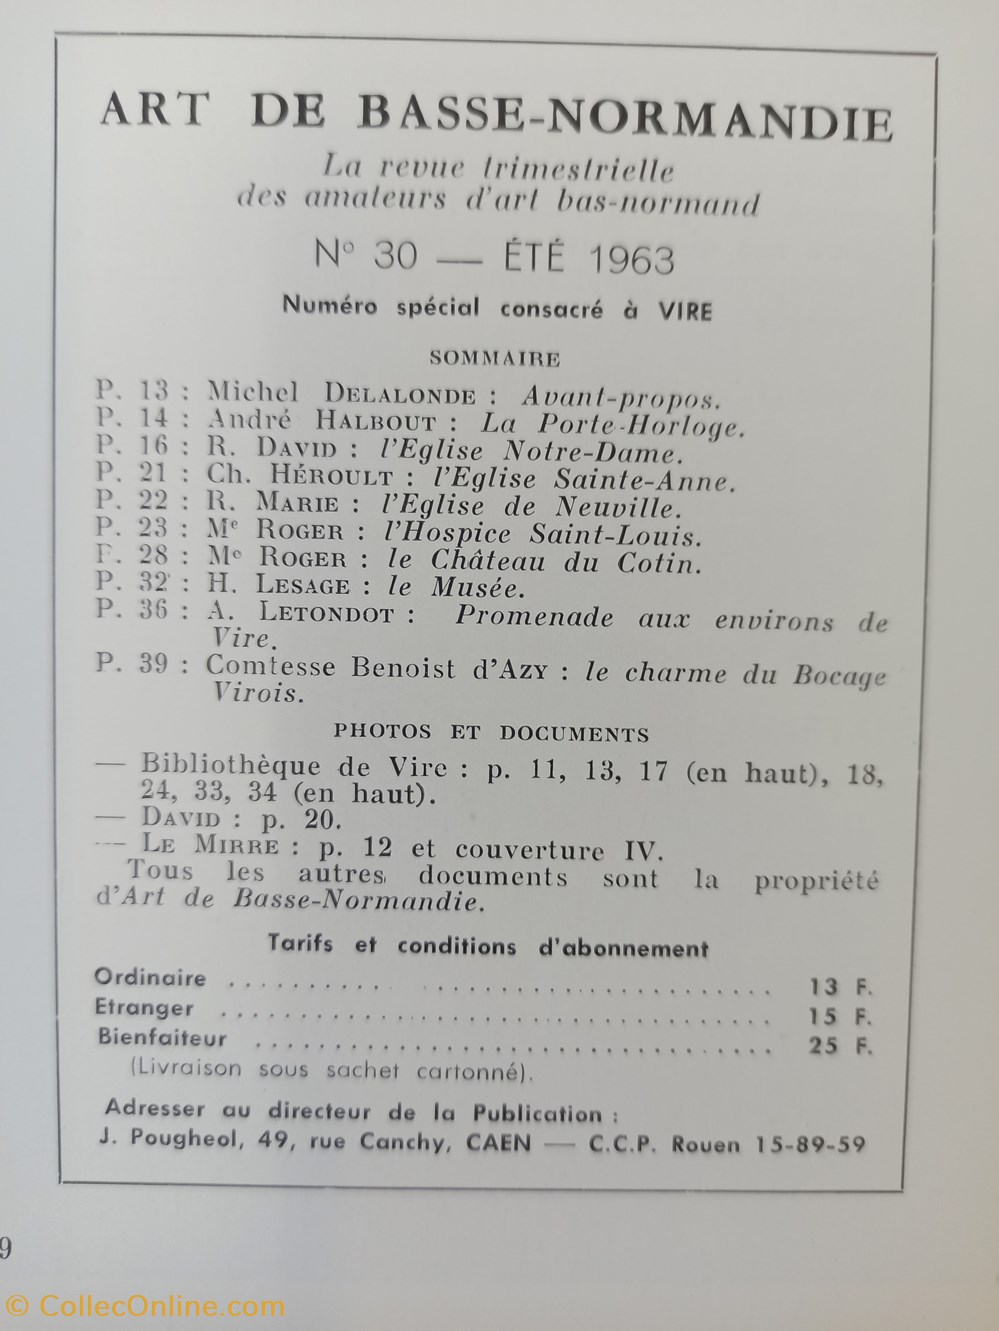 ART DE BASSE-NORMANDIE
La revue trimestrielle
des amateurs d'art bas-normand
N° 30 — ÉTÉ 1963
Numéro spécial consacré à VIRE
SOMMAIRE
P. 13 : Michel DELALONDE : Avant-propos.
P. 14 : André HALBOUT : La Porte-Horloge.
P. 16 : R. DAVID : l'Eglise Notre-Dame.
P. 21 : Ch. HÉROULT : l'Eglise Sainte-Anne.
P. 22 : R. MARIE : l'Eglise de Neuville.
P. 23 : Me ROGER : l'Hospice Saint-Louis.
P. 28 : Me ROGER : le Château du Cotin.
P. 32 : H. LESAGE : le Musée.
P. 36 : A. LETONDOT : Promenade aux environs de
Vire.
P. 39 : Comtesse Benoist d'AZY : le charme du Bocage
Virois.
PHOTOS ET DOCUMENTS
— Bibliothèque de Vire : p. 11, 13, 17 (en haut), 18,
24, 33, 34 (en haut).
— DAVID : p. 20.
— LE MIRRE : p. 12 et couverture IV.
Tous les autres documents sont la propriété
d'Art de Basse-Normandie.
Tarifs et conditions d'abonnement
Ordinaire . . . . . . . . . . . . . . . . . . . . . . . . . . . . . . 13 F.
Etranger . . . . . . . . . . . . . . . . . . . . . . . . . . . . . . 15 F.
Bienfaiteur . . . . . . . . . . . . . . . . . . . . . . . . . . . . . . 25 F.
(Livraison sous sachet cartonné).
Adresser au directeur de la Publication :
J. Pougheol, 49, rue Canchy, CAEN — C.C.P. Rouen 15-89-59
9
© CollecOnline.com